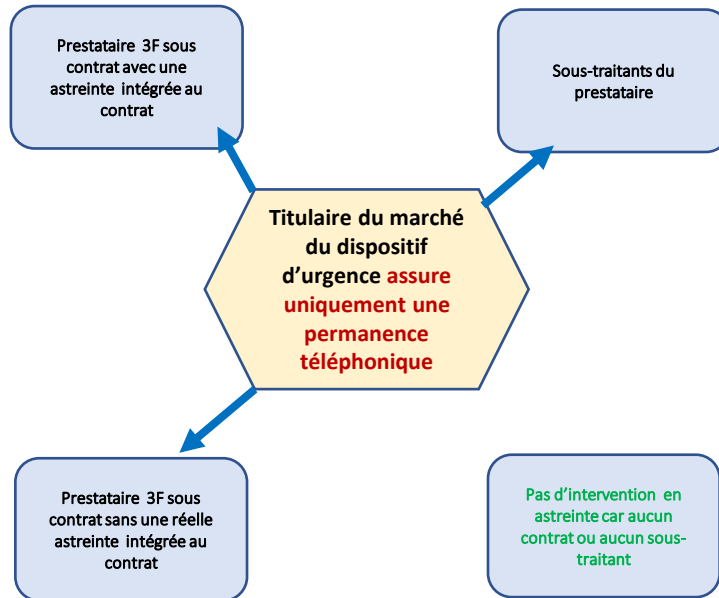 Prestataire 3F sous
contrat avec une
astreinte intégrée au
contrat
Sous-traitants du
prestataire
Titulaire du marché
du dispositif
d'urgence assure
uniquement une
permanence
téléphonique
Prestataire 3F sous
contrat sans une réelle
astreinte intégrée au
contrat
Pas d'intervention en
astreinte car aucun
contrat ou aucun sous-
traitant